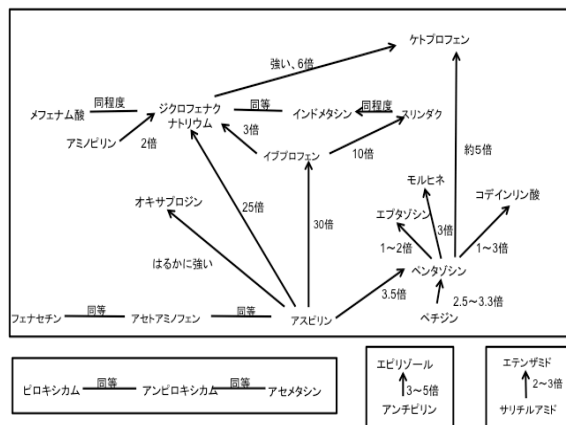 ケトプロフェン
強い、6倍
メフェナム酸
同程度
ジクロフェナク
ナトリウム
同等
インドメタシン
同程度
スリンダク
アミノピリン
2倍
3倍
イブプロフェン
10倍
約5倍
モルヒネ
コデインリン酸
オキサプロジン
25倍
30倍
エプタゾシン
3倍
1～2倍
1～3倍
はるかに強い
ペンタゾシン
3.5倍
2.5～3.3倍
フェナセチン
同等
アセトアミノフェン
同等
アスピリン
ペチジン
ピロキシカム
同等
アンピロキシカム
同等
アセメタシン
エピリゾール
3～5倍
アンチピリン
エテンザミド
2～3倍
サリチルアミド